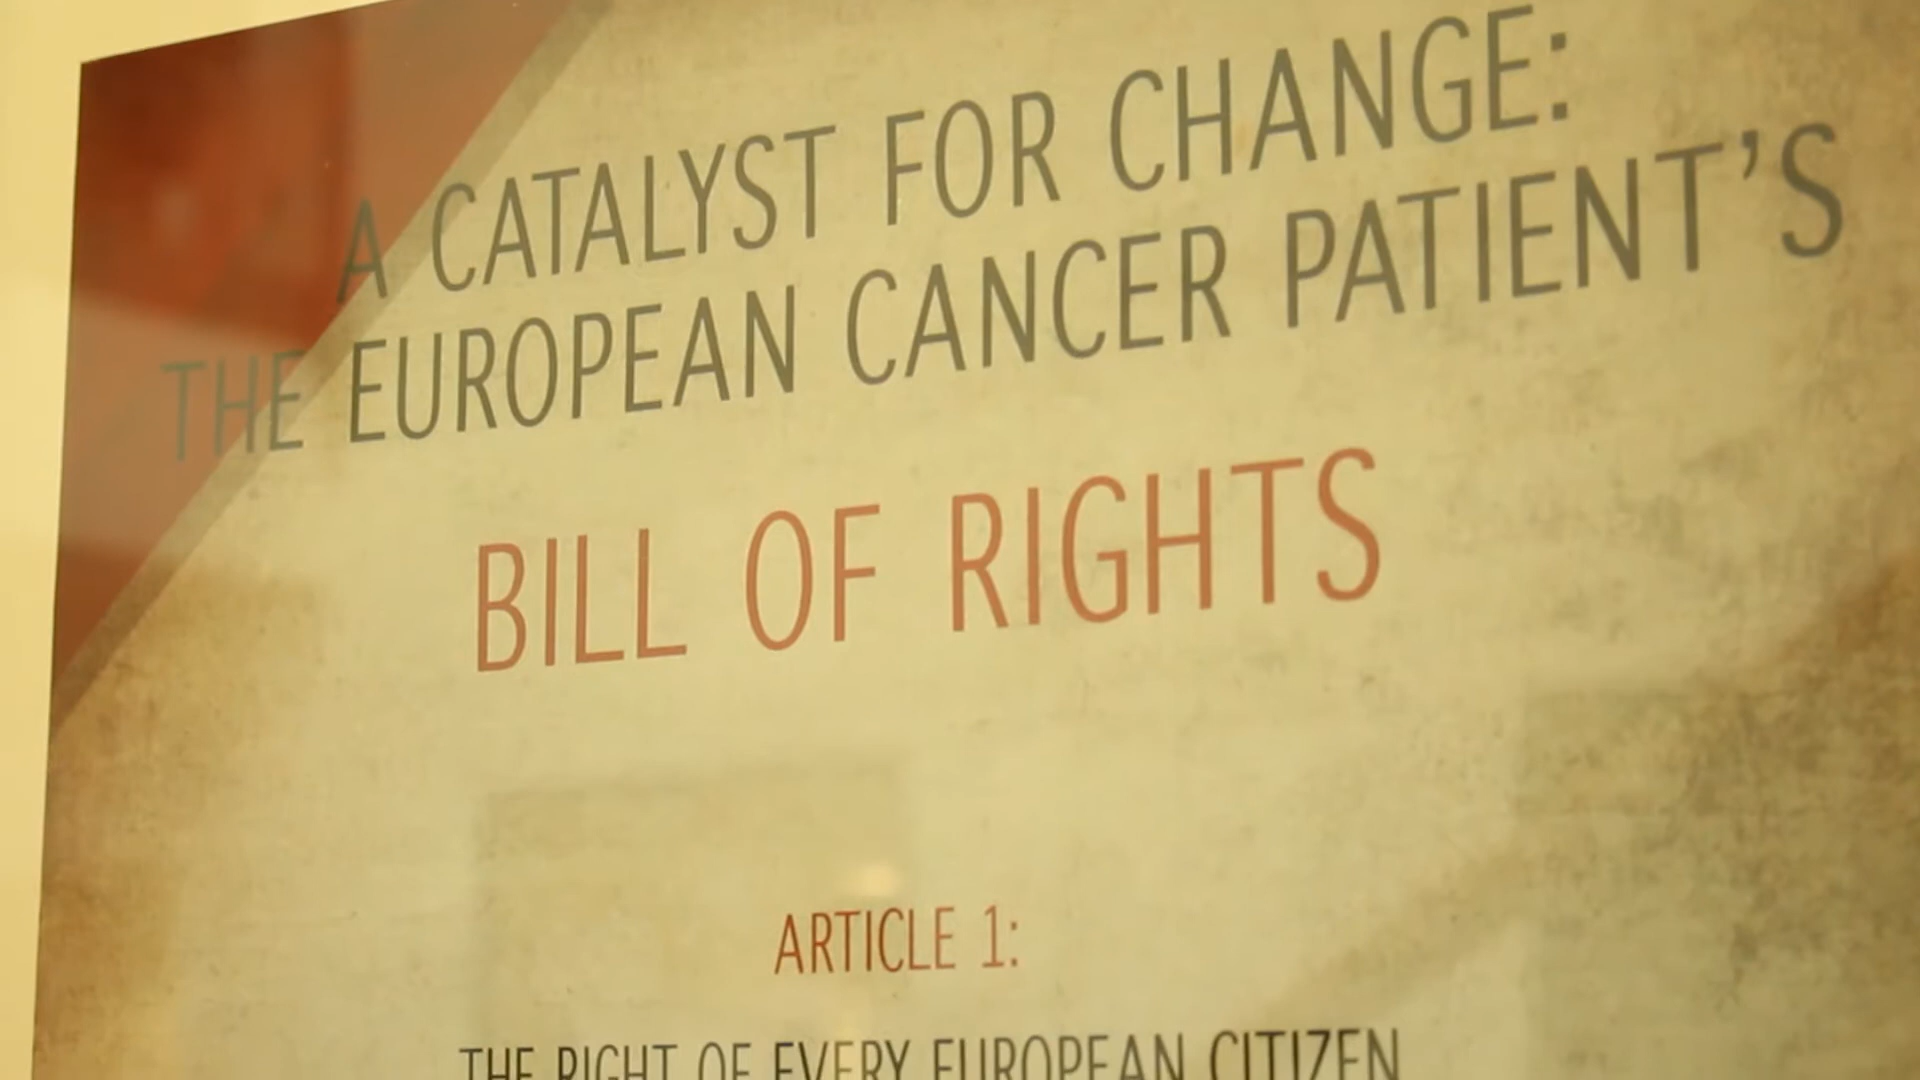 A CATALYST FOR CHANGE:
THE EUROPEAN CANCER PATIENT'S
BILL OF RIGHTS
ARTICLE 1:
THE RIGHT OF EVERY EUROPEAN CITIZEN